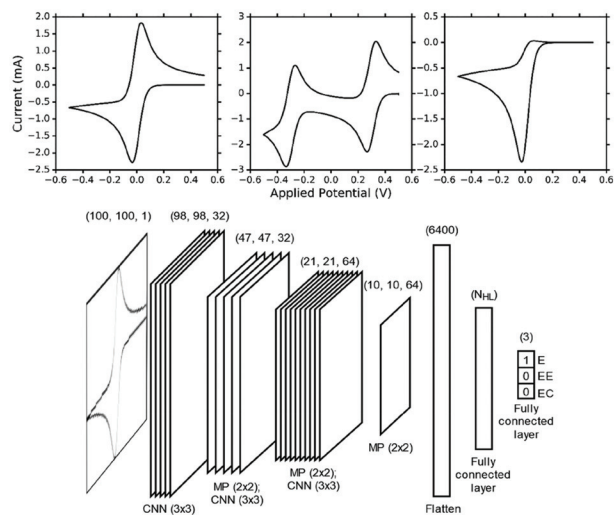 2.0
1.5
1.0
0.5
0.0
−0.5
−1.0
−1.5
−2.0
−2.5
Current (mA)
−0.6 −0.4 −0.2 0.0 0.2 0.4 0.6
3
2
1
0
−1
−2
−3
−0.6 −0.4 −0.2 0.0 0.2 0.4 0.6
Applied Potential (V)
0.5
0.0
−0.5
−1.0
−1.5
−2.0
−2.5
−0.6 −0.4 −0.2 0.0 0.2 0.4 0.6
(100, 100, 1)
(98, 98, 32)
(47, 47, 32)
(21, 21, 64)
(10, 10, 64)
(6400)
(N_HL)
(3)
1 E
0 EE
0 EC
Fully
connected
layer
CNN (3x3)
MP (2x2);
CNN (3x3)
MP (2x2);
CNN (3x3)
MP (2x2)
Flatten
Fully
connected
layer